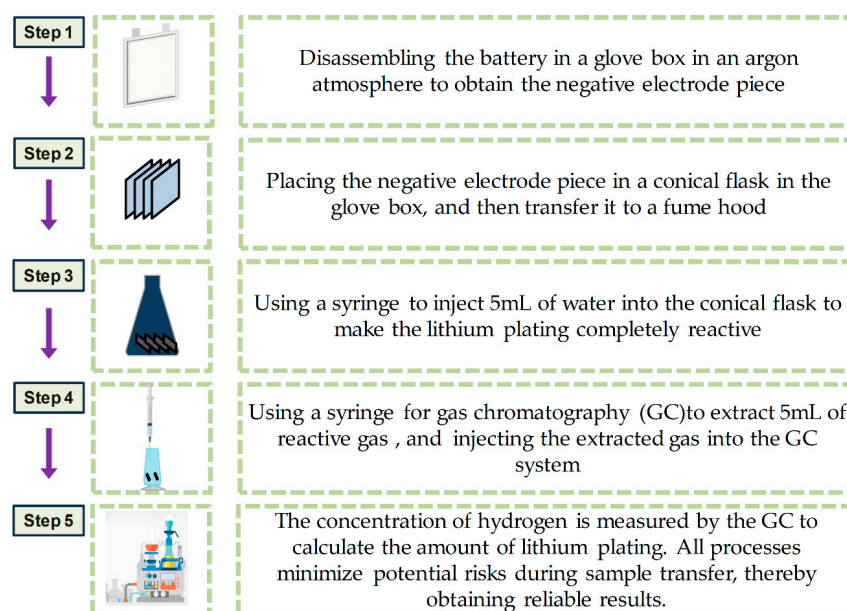 Step 1
Disassembling the battery in a glove box in an argon
atmosphere to obtain the negative electrode piece
Step 2
Placing the negative electrode piece in a conical flask in the
glove box, and then transfer it to a fume hood
Step 3
Using a syringe to inject 5mL of water into the conical flask to
make the lithium plating completely reactive
Step 4
Using a syringe for gas chromatography (GC)to extract 5mL of
reactive gas , and injecting the extracted gas into the GC
system
Step 5
The concentration of hydrogen is measured by the GC to
calculate the amount of lithium plating. All processes
minimize potential risks during sample transfer, thereby
obtaining reliable results.